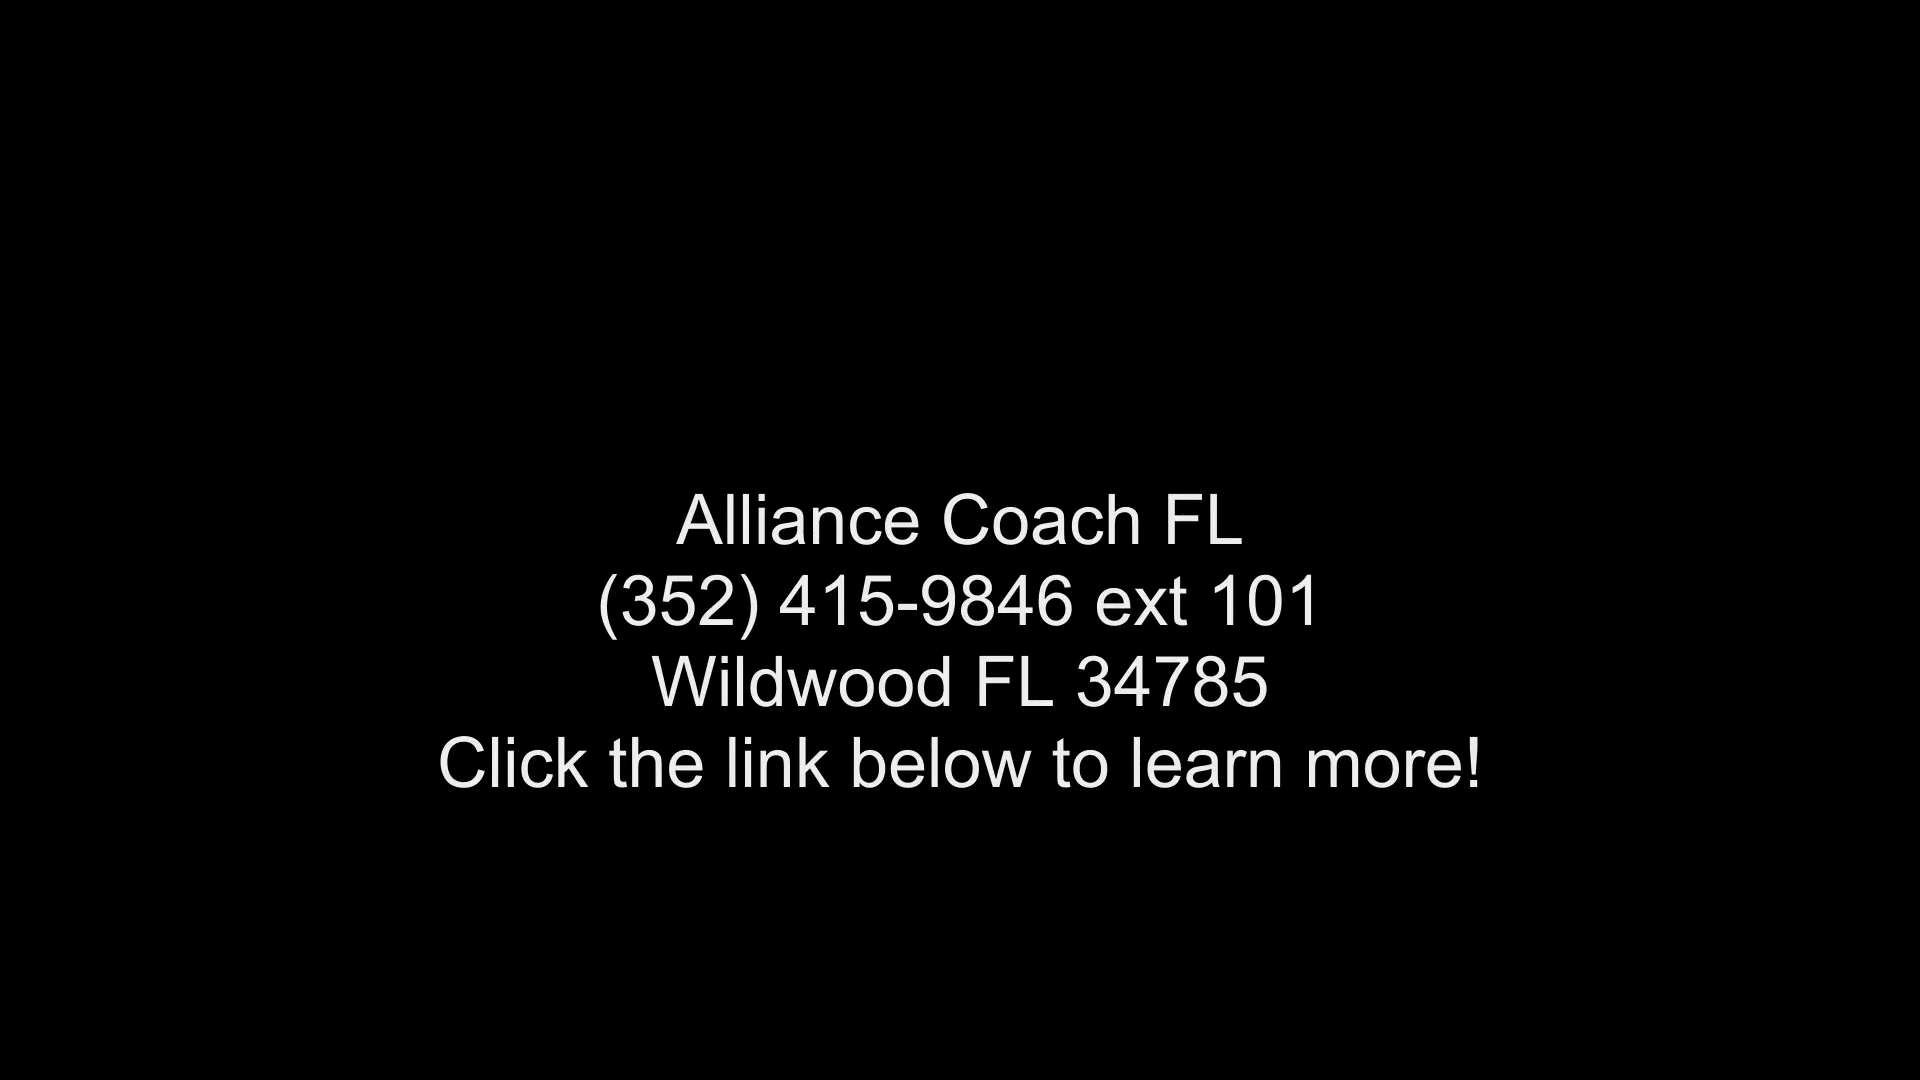 Alliance Coach FL
(352) 415-9846 ext 101
Wildwood FL 34785
Click the link below to learn more!